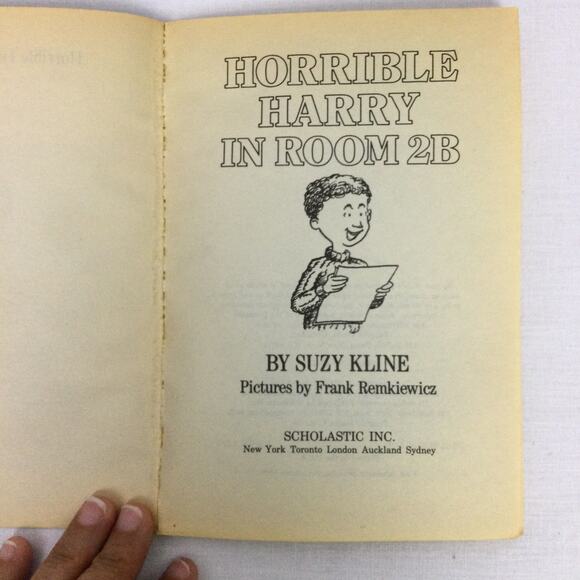 HORRIBLE
HARRY
IN ROOM 2B
BY SUZY KLINE
Pictures by Frank Remkiewicz
SCHOLASTIC INC.
New York Toronto London Auckland Sydney